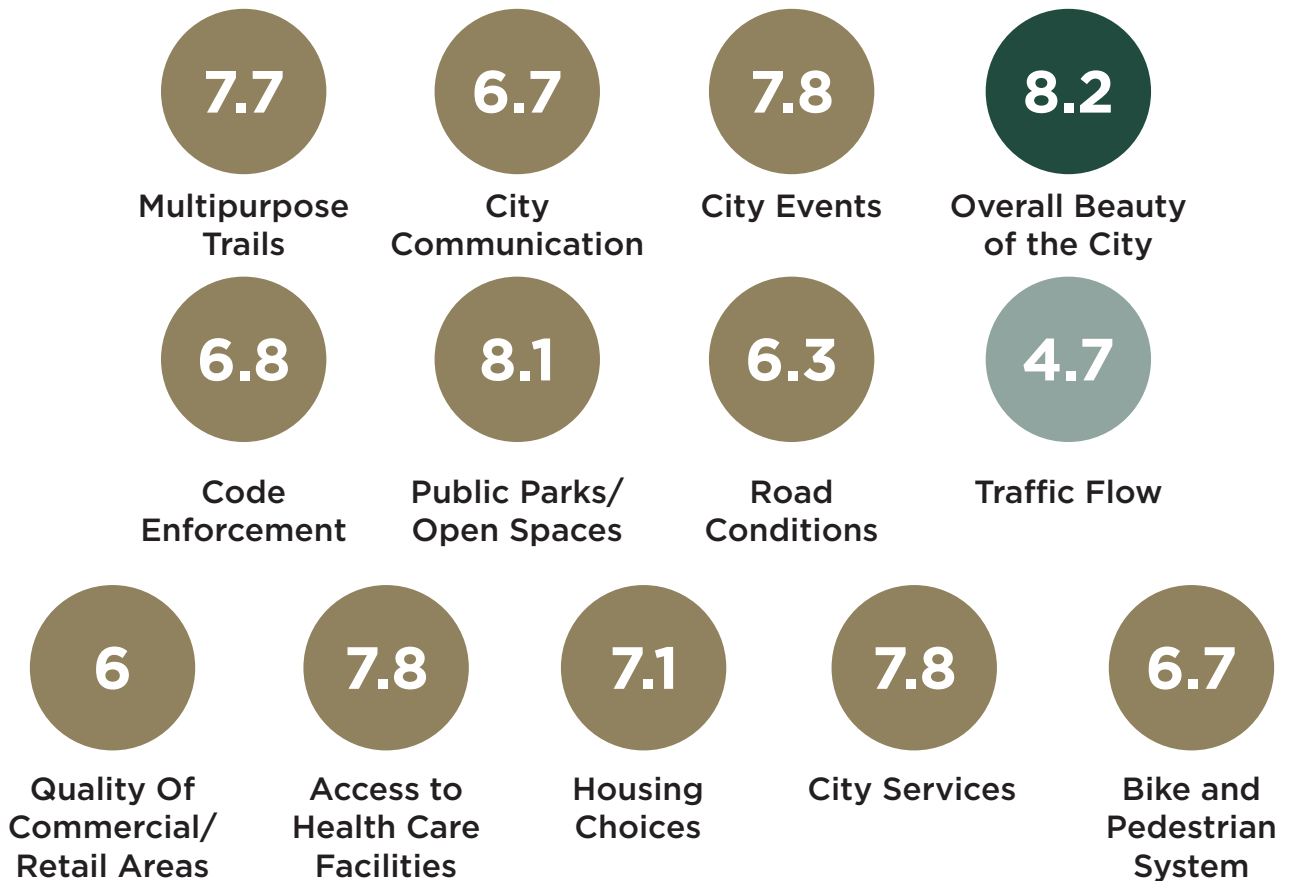 7.7
6.7
7.8
8.2
Multipurpose
Trails
City
Communication
City Events
Overall Beauty
of the City
6.8
8.1
6.3
4.7
Code
Enforcement
Public Parks/
Open Spaces
Road
Conditions
Traffic Flow
6
7.8
7.1
7.8
6.7
Quality Of
Commercial/
Retail Areas
Access to
Health Care
Facilities
Housing
Choices
City Services
Bike and
Pedestrian
System